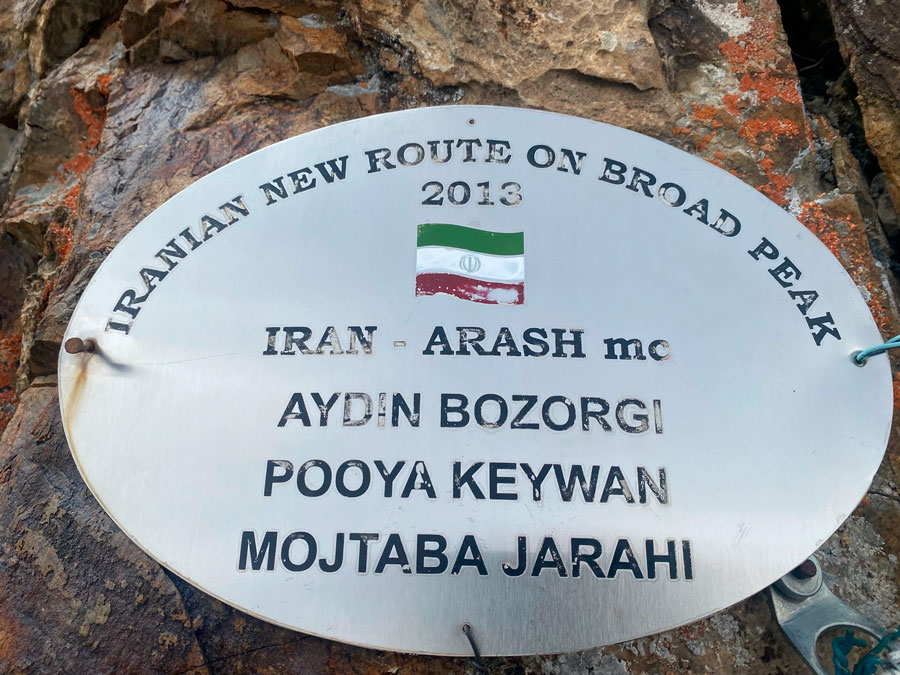 IRANIAN NEW ROUTE ON BROAD PEAK
2013
IRAN - ARASH mc
AYDIN BOZORGI
POOYA KEYWAN
MOJTABA JARAHI